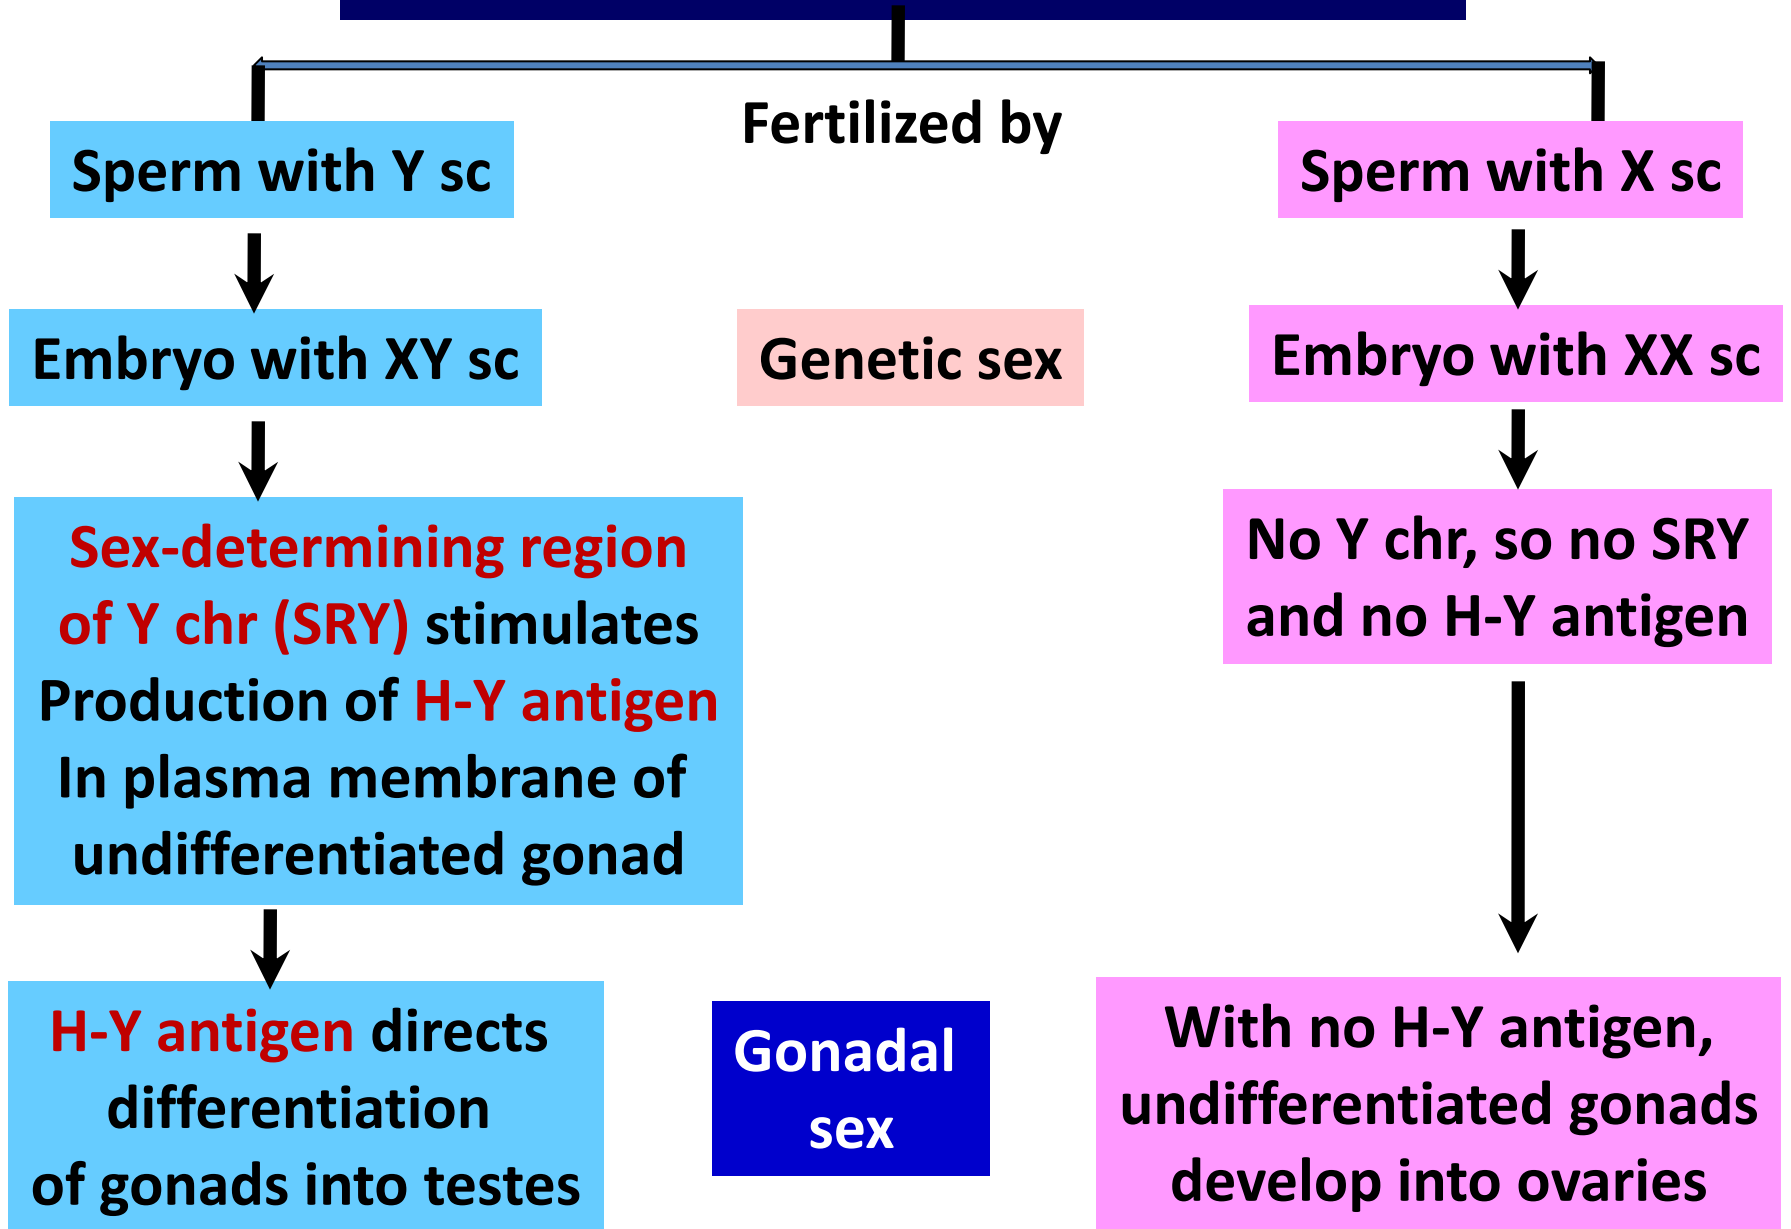 Fertilized by
Sperm with Y sc
Sperm with X sc
Embryo with XY sc
Genetic sex
Embryo with XX sc
Sex-determining region
of Y chr (SRY) stimulates
Production of H-Y antigen
In plasma membrane of
undifferentiated gonad
No Y chr, so no SRY
and no H-Y antigen
H-Y antigen directs
differentiation
of gonads into testes
Gonadal
sex
With no H-Y antigen,
undifferentiated gonads
develop into ovaries